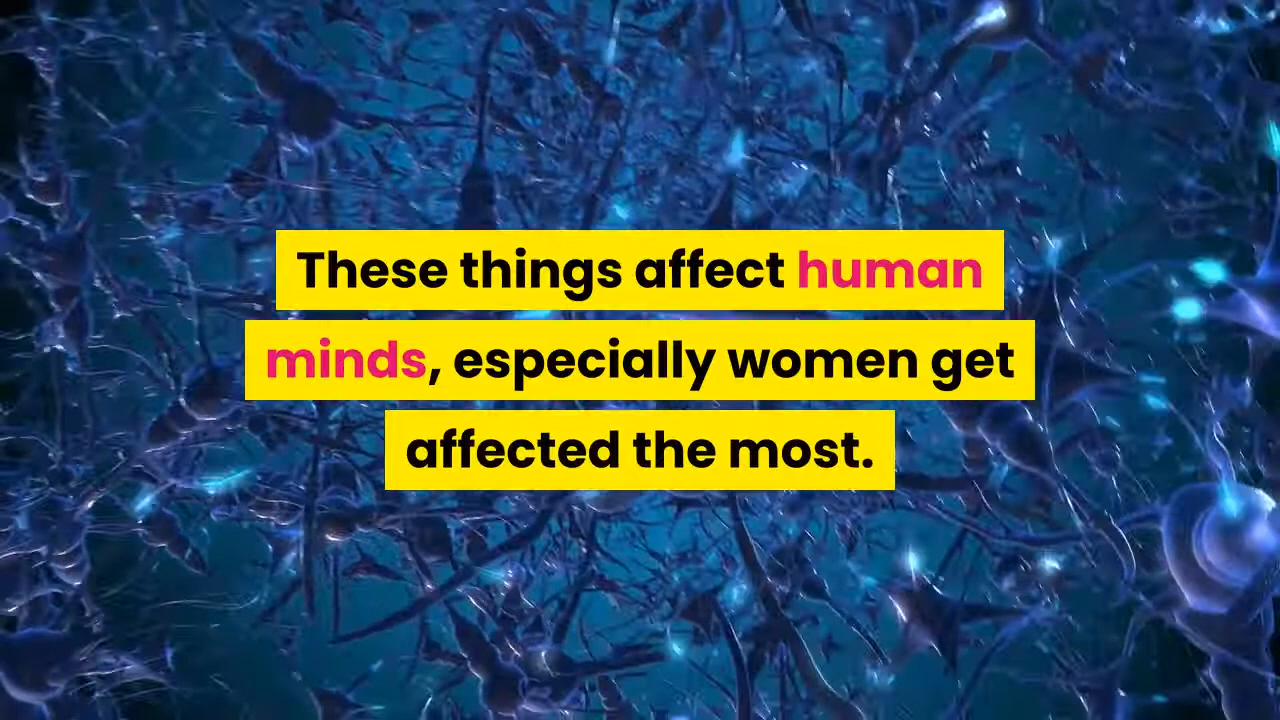 These things affect human
minds, especially women get
affected the most.